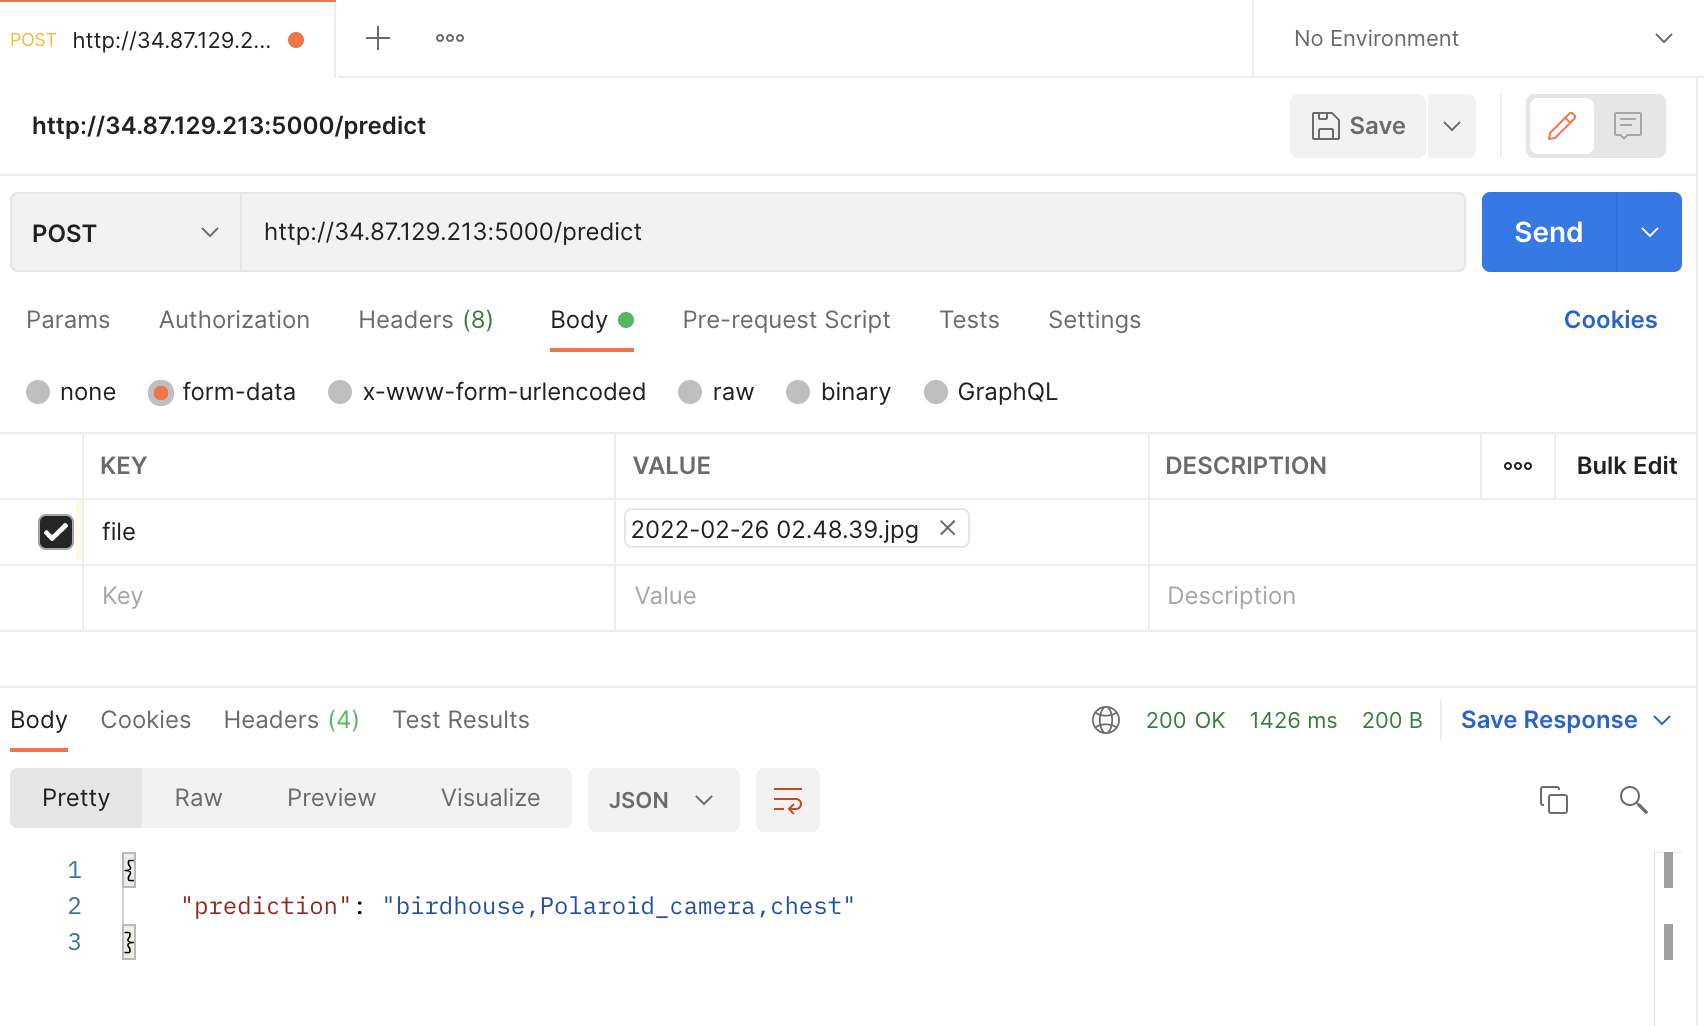 POST http://34.87.129.2... No Environment
http://34.87.129.213:5000/predict Save
POST http://34.87.129.213:5000/predict Send
Params Authorization Headers (8) Body Pre-request Script Tests Settings Cookies
none form-data x-www-form-urlencoded raw binary GraphQL
KEY VALUE DESCRIPTION Bulk Edit
file 2022-02-26 02.48.39.jpg
Key Value Description
Body Cookies Headers (4) Test Results 200 OK 1426 ms 200 B Save Response
Pretty Raw Preview Visualize JSON
1 {
2 "prediction": "birdhouse,Polaroid_camera,chest"
3 }